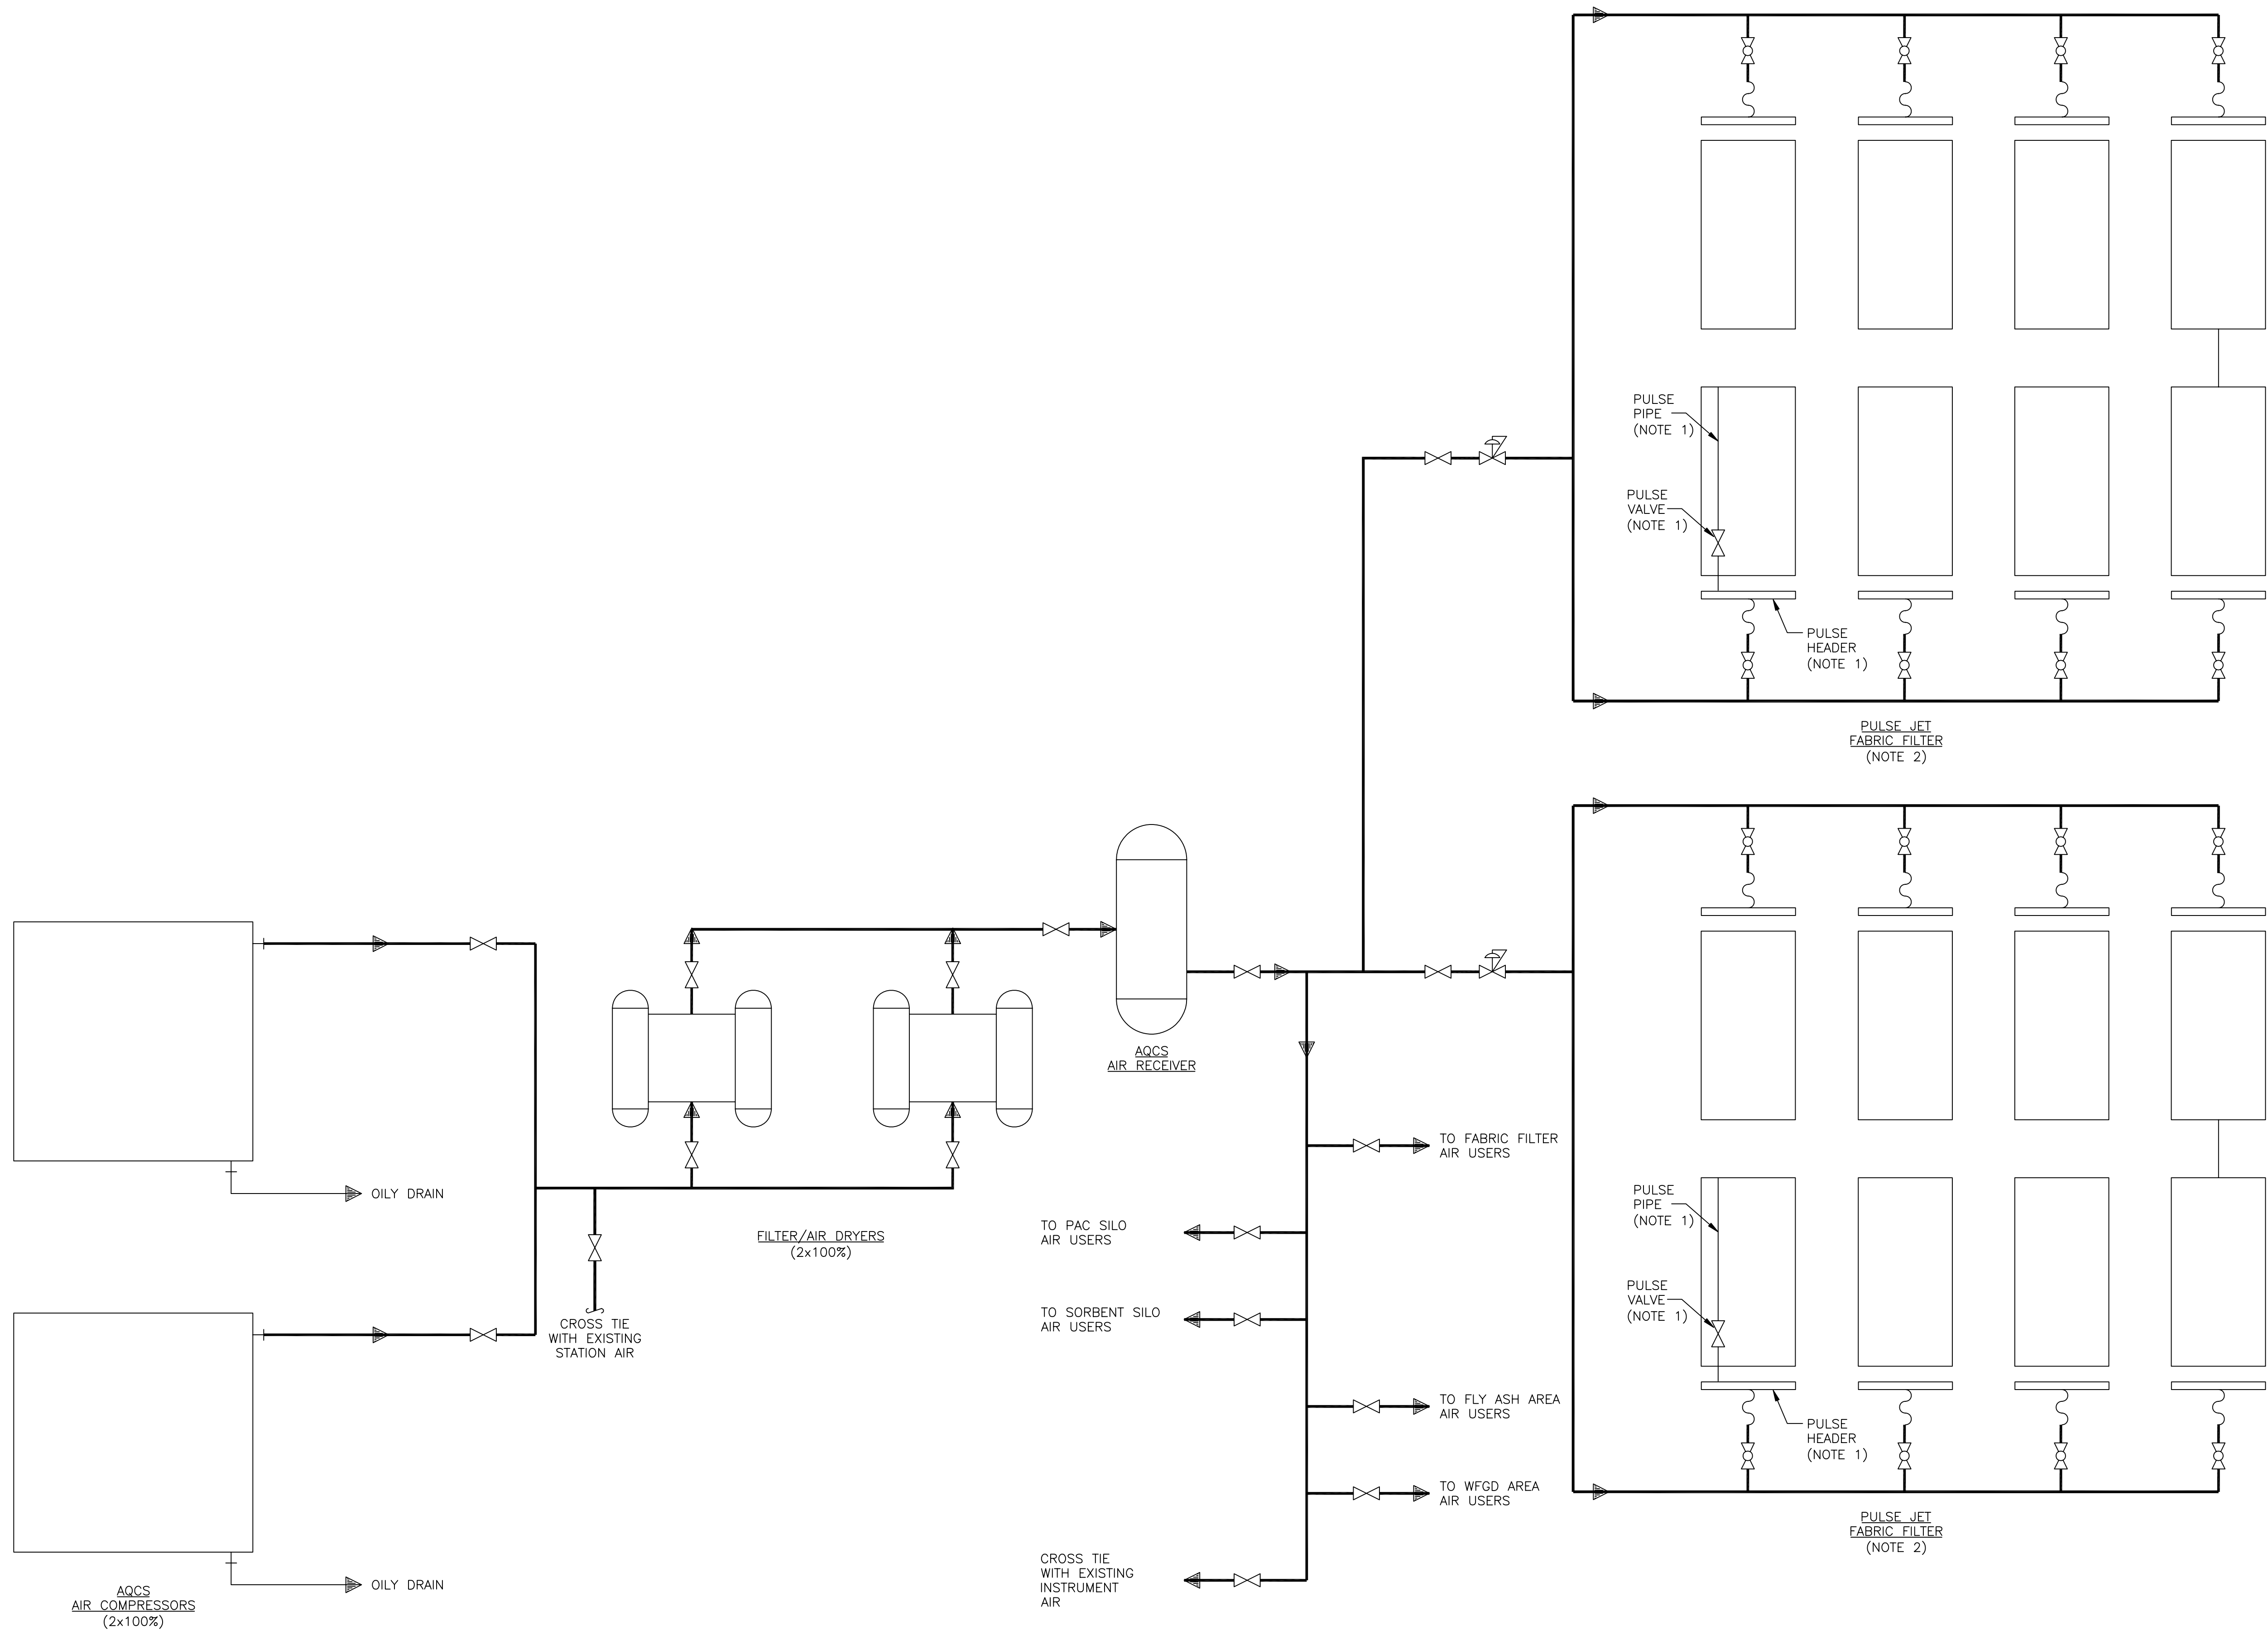 PULSE
PIPE
(NOTE 1)
PULSE
VALVE
(NOTE 1)
PULSE
HEADER
(NOTE 1)
PULSE JET
FABRIC FILTER
(NOTE 2)
AQCS
AIR RECEIVER
TO FABRIC FILTER
AIR USERS
OILY DRAIN
PULSE
PIPE
(NOTE 1)
TO PAC SILO
AIR USERS
FILTER/AIR DRYERS
(2x100%)
PULSE
VALVE
(NOTE 1)
TO SORBENT SILO
AIR USERS
CROSS TIE
WITH EXISTING
STATION AIR
TO FLY ASH AREA
AIR USERS
PULSE
HEADER
(NOTE 1)
TO WFGD AREA
AIR USERS
PULSE JET
FABRIC FILTER
(NOTE 2)
CROSS TIE
WITH EXISTING
INSTRUMENT
AIR
OILY DRAIN
AQCS
AIR COMPRESSORS
(2x100%)